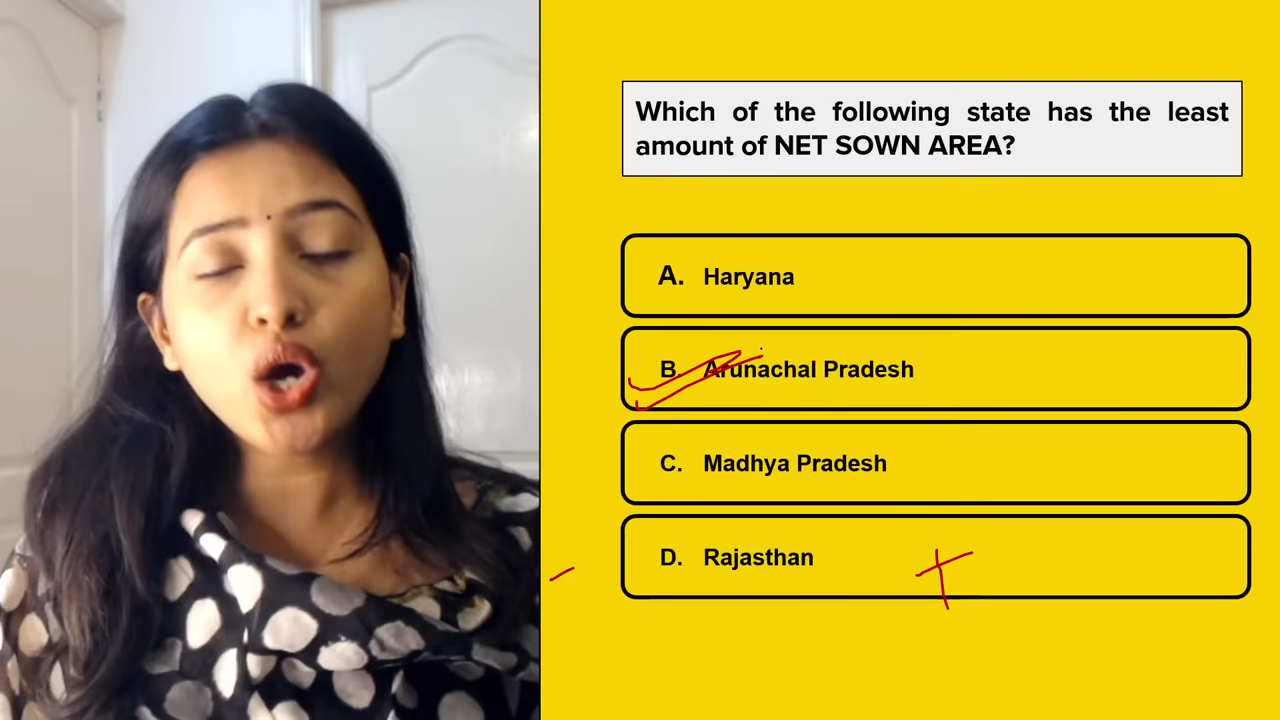 Which of the following state has the least
amount of NET SOWN AREA?
A. Haryana
B. Arunachal Pradesh
C. Madhya Pradesh
D. Rajasthan